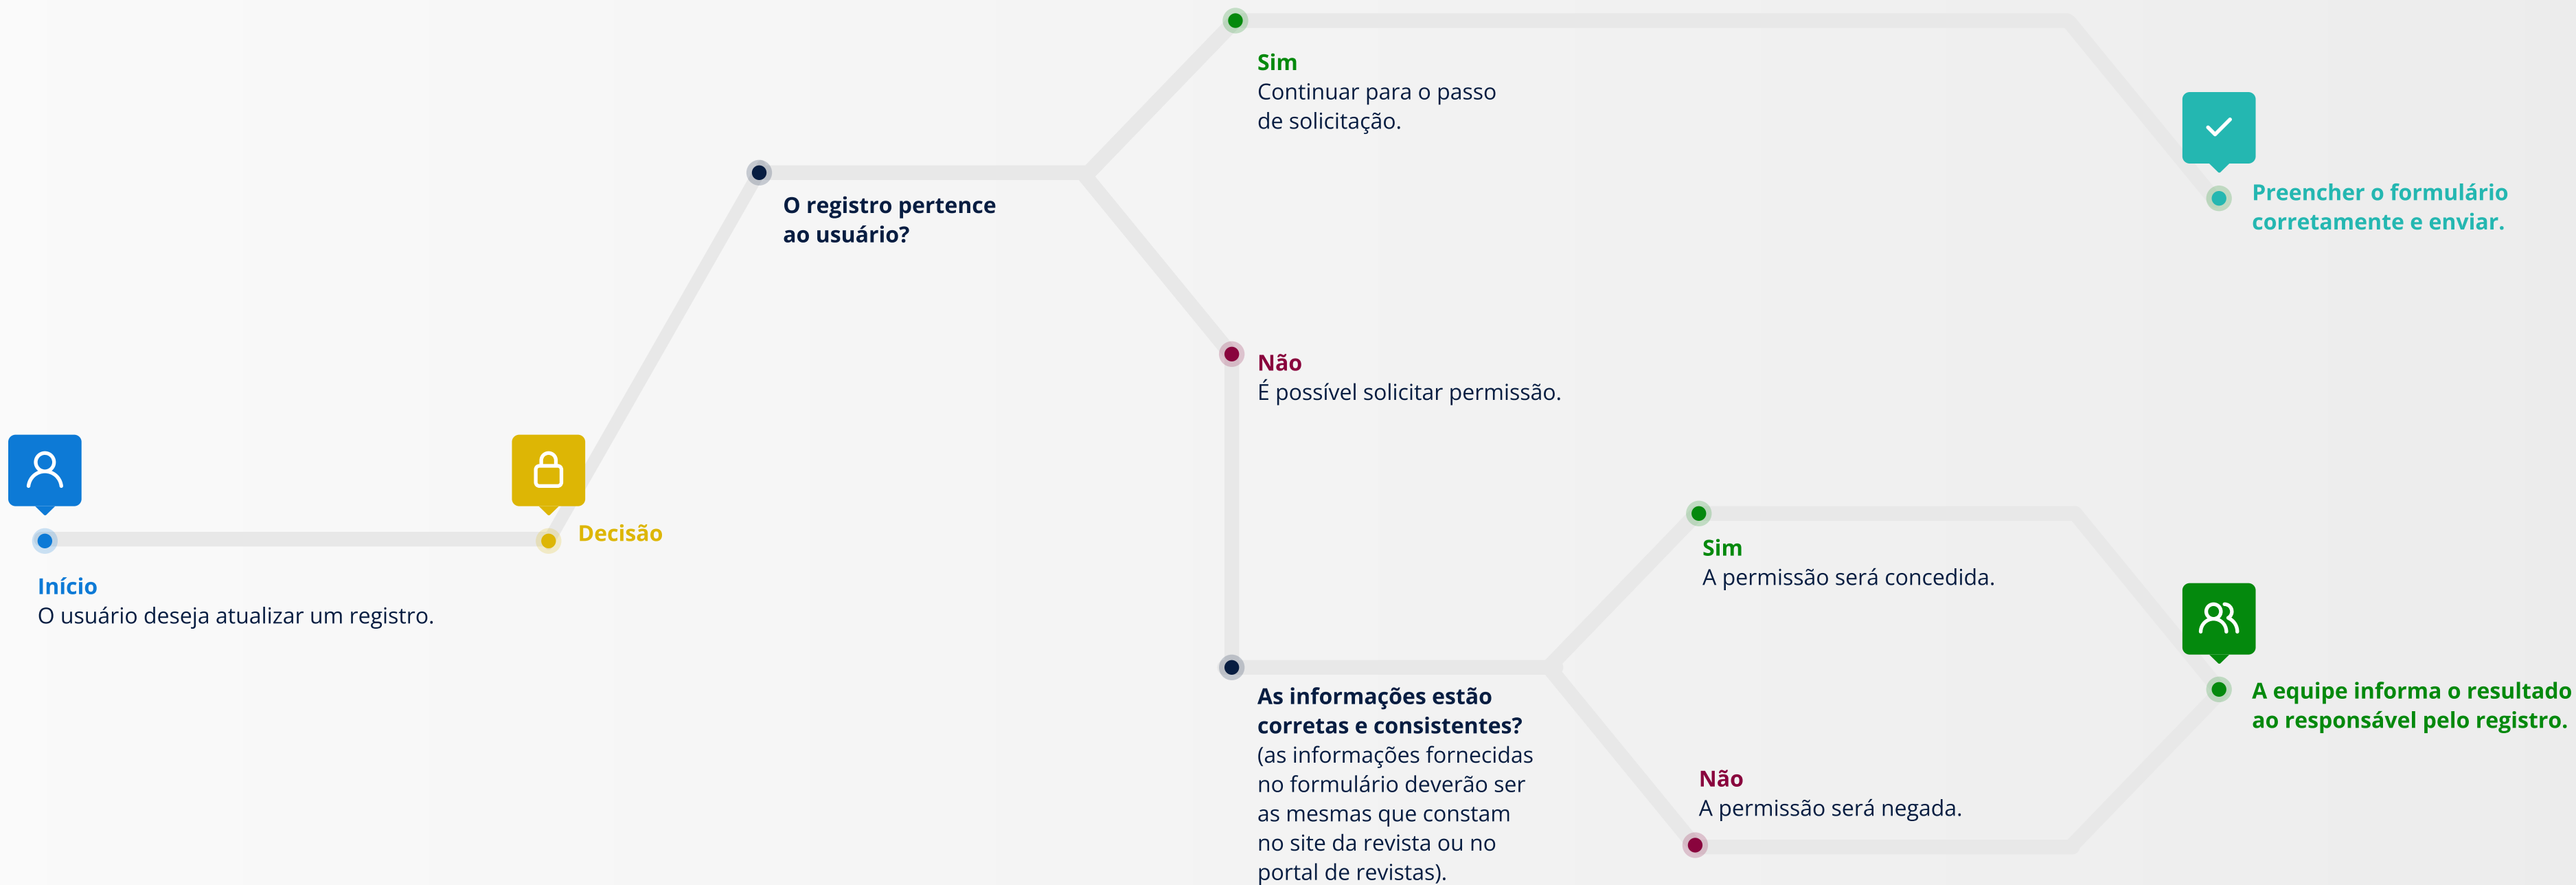 Início
O usuário deseja atualizar um registro.
Decisão
O registro pertence
ao usuário?
Sim
Continuar para o passo
de solicitação.
Preencher o formulário
corretamente e enviar.
Não
É possível solicitar permissão.
As informações estão
corretas e consistentes?
(as informações fornecidas
no formulário deverão ser
as mesmas que constam
no site da revista ou no
portal de revistas).
Sim
A permissão será concedida.
Não
A permissão será negada.
A equipe informa o resultado
ao responsável pelo registro.